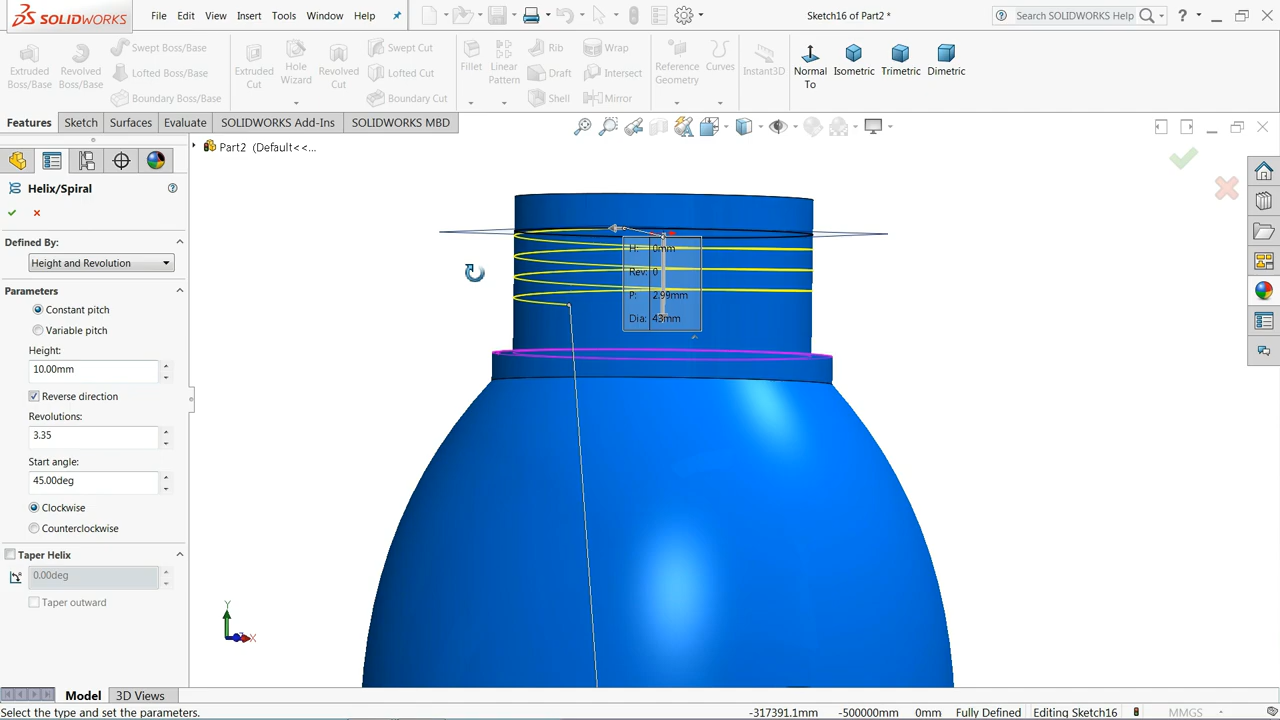 SOLIDWORKS File Edit View Insert Tools Window Help Sketch16 of Part2 * Search SOLIDWORKS Help ?
Extruded Boss/Base
Revolved Boss/Base
Swept Boss/Base
Lofted Boss/Base
Boundary Boss/Base
Extruded Cut
Hole Wizard
Revolved Cut
Swept Cut
Lofted Cut
Boundary Cut
Fillet
Linear Pattern
Rib
Draft
Shell
Wrap
Intersect
Mirror
Reference Geometry
Curves
Instant3D
Normal To
Isometric
Trimetric
Dimetric
Features Sketch Surfaces Evaluate SOLIDWORKS Add-Ins SOLIDWORKS MBD
Part2 (Default<<...
Helix/Spiral
Defined By:
Height and Revolution
Parameters
Constant pitch
Variable pitch
Height:
10.00mm
Reverse direction
Revolutions:
3.35
Start angle:
45.00deg
Clockwise
Counterclockwise
Taper Helix
0.00deg
Taper outward
H: 0mm
Rev: 0
P: 2.99mm
Dia: 43mm
Y
X
Model 3D Views
Select the type and set the parameters. -317391.1mm -500000mm 0mm Fully Defined Editing Sketch16 MMGS